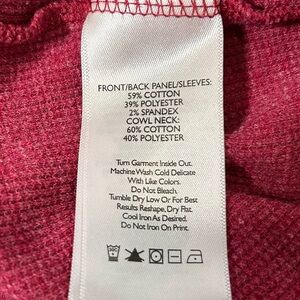 FRONT/BACK PANEL/SLEEVES:
59% COTTON
39% POLYESTER
2% SPANDEX
COWL NECK:
60% COTTON
40% POLYESTER
Turn Garment Inside Out.
Machine Wash Cold Delicate
With Like Colors.
Do Not Bleach.
Tumble Dry Low Or For Best
Results Reshape, Dry Flat.
Cool Iron As Desired.
Do Not Iron On Print.